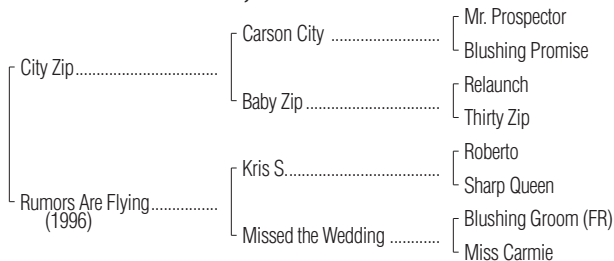 Mr. Prospector
Carson City ....................
Blushing Promise
City Zip..........................
Relaunch
Baby Zip .........................
Thirty Zip
Roberto
Kris S.............................
Sharp Queen
Rumors Are Flying............
(1996)
Blushing Groom (FR)
Missed the Wedding .........
Miss Carmie